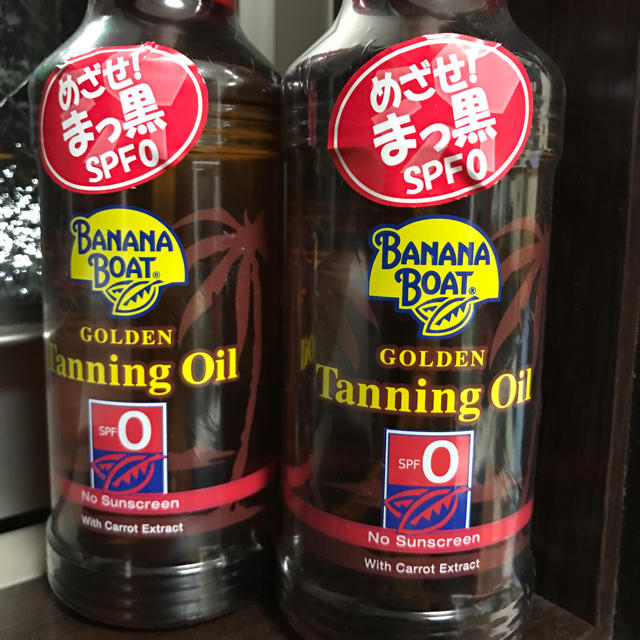 めざせ!
まっ黒
SPF0
BANANA
BOAT®
GOLDEN
Tanning Oil
SPF 0
No Sunscreen
With Carrot Extract
めざせ!
まっ黒
SPF0
BANANA
BOAT®
GOLDEN
Tanning Oil
SPF 0
No Sunscreen
With Carrot Extract